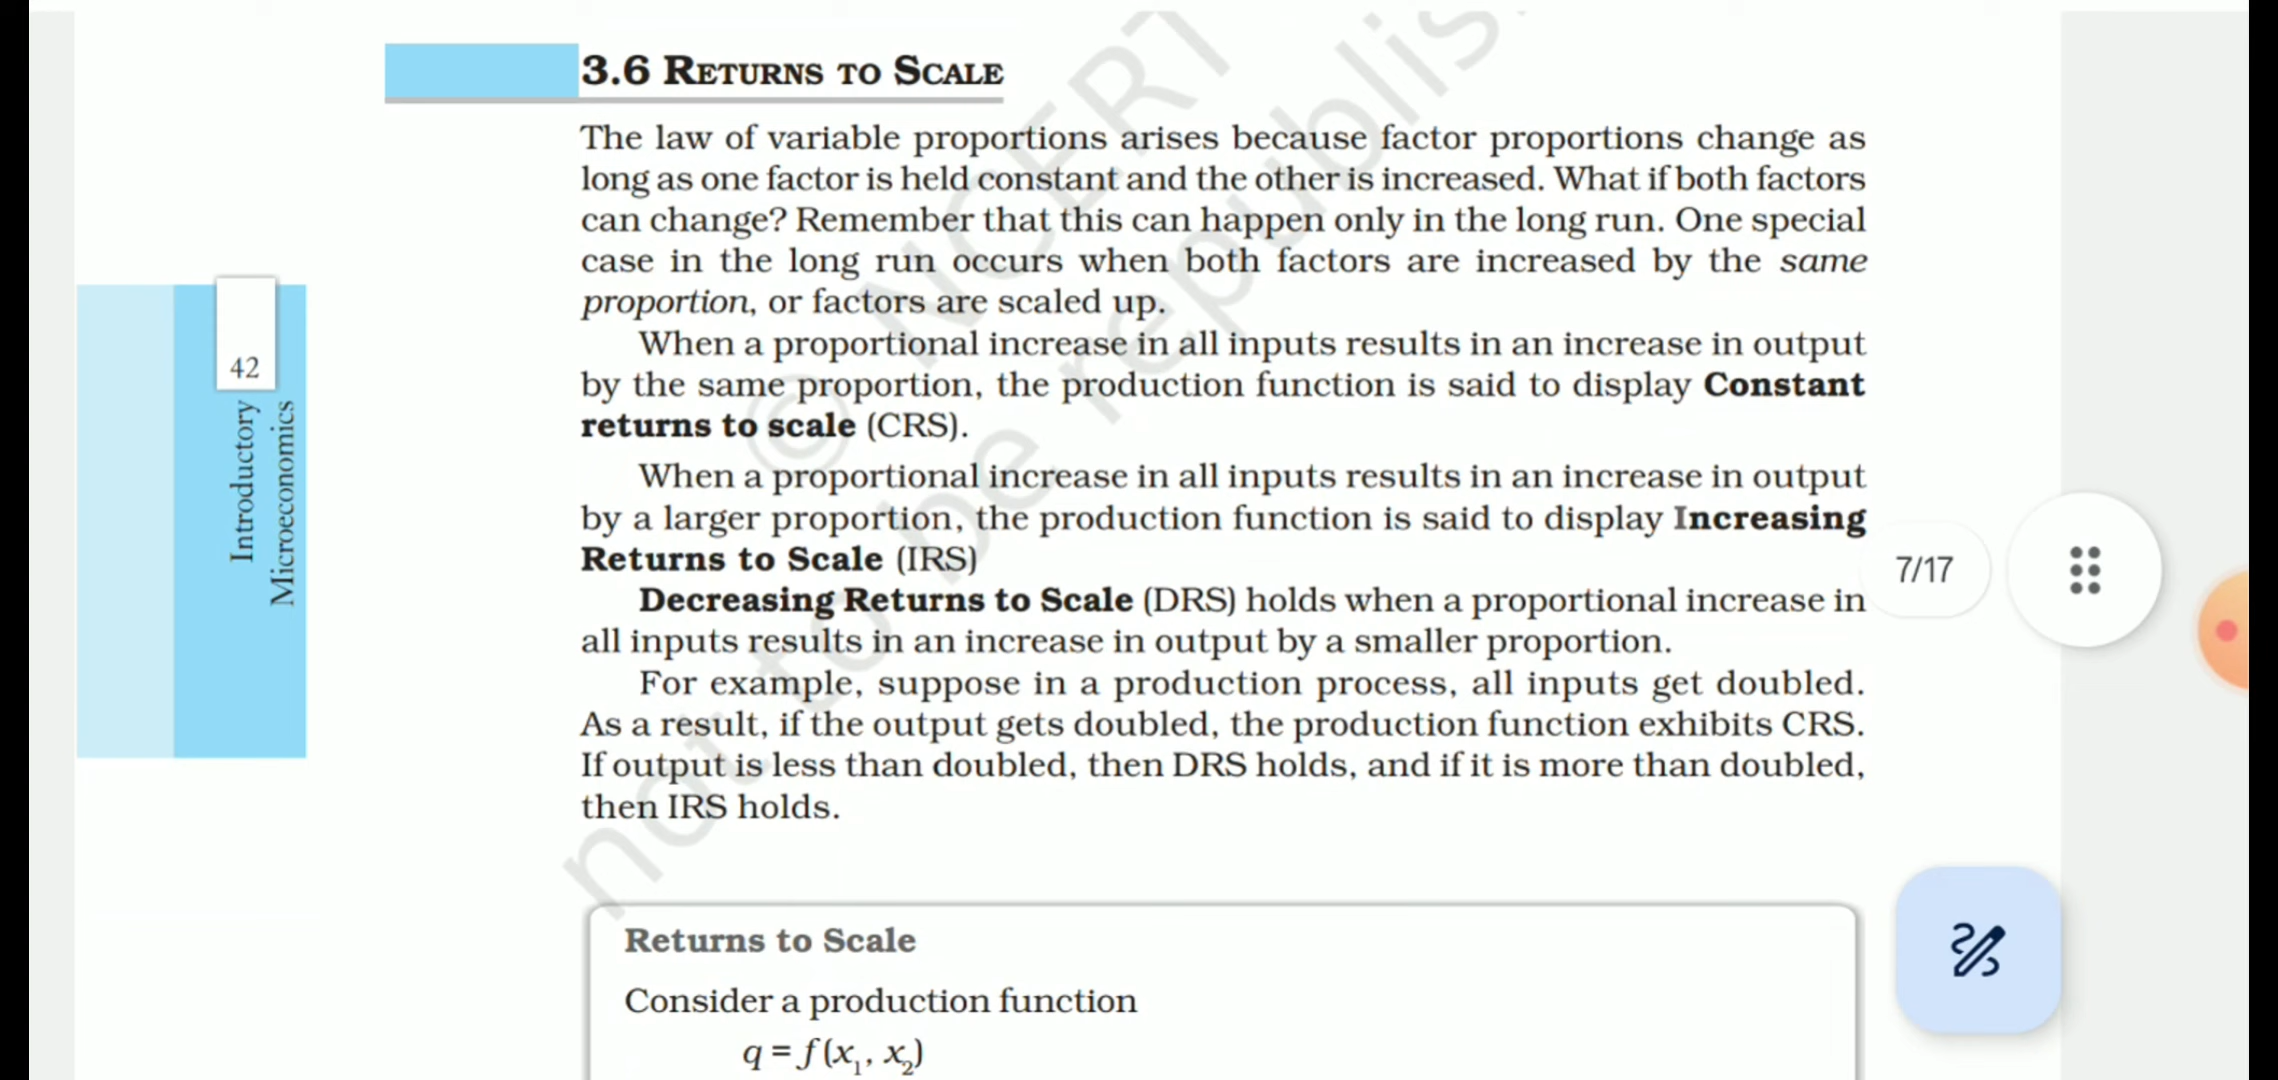 3.6 RETURNS TO SCALE
The law of variable proportions arises because factor proportions change as
long as one factor is held constant and the other is increased. What if both factors
can change? Remember that this can happen only in the long run. One special
case in the long run occurs when both factors are increased by the same
proportion, or factors are scaled up.
When a proportional increase in all inputs results in an increase in output
by the same proportion, the production function is said to display Constant
returns to scale (CRS).
When a proportional increase in all inputs results in an increase in output
by a larger proportion, the production function is said to display Increasing
Returns to Scale (IRS)
Decreasing Returns to Scale (DRS) holds when a proportional increase in
all inputs results in an increase in output by a smaller proportion.
For example, suppose in a production process, all inputs get doubled.
As a result, if the output gets doubled, the production function exhibits CRS.
If output is less than doubled, then DRS holds, and if it is more than doubled,
then IRS holds.
Returns to Scale
Consider a production function
q = f (x₁, x₂)
42
Introductory
Microeconomics
7/17
© NCERT
not to be republis